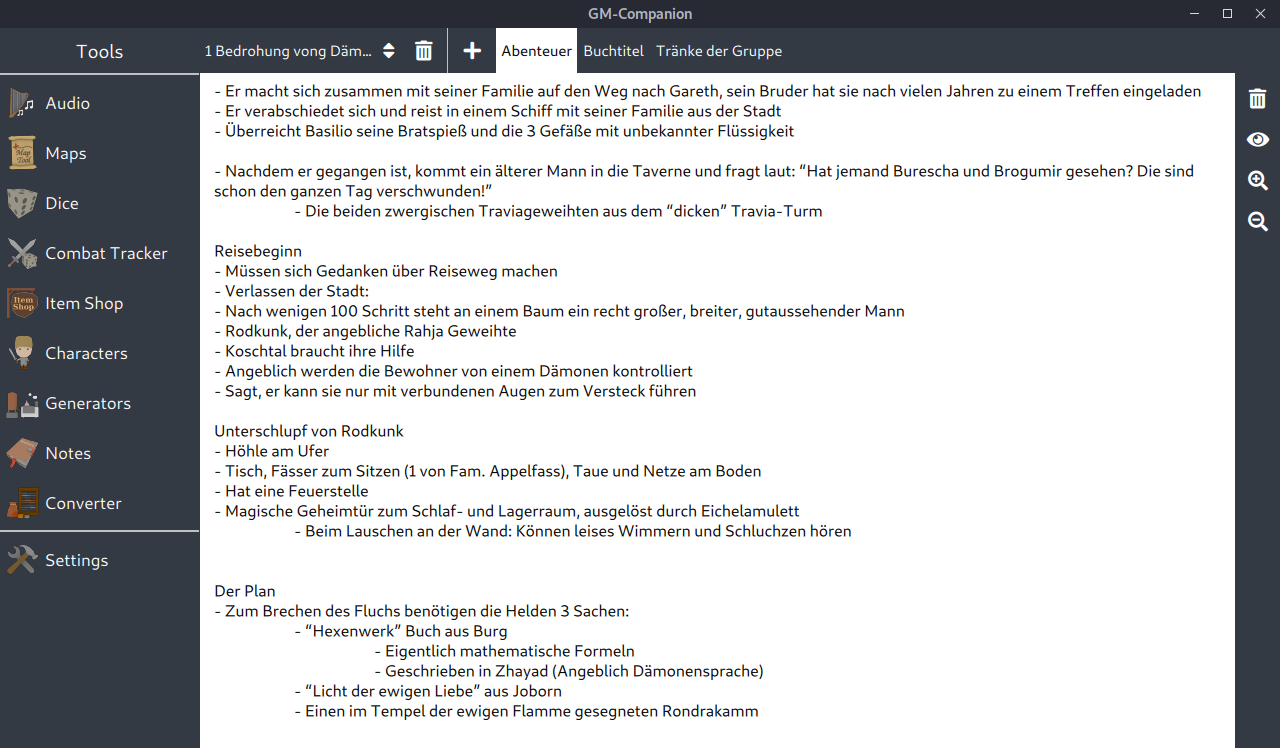 GM-Companion
Tools
1 Bedrohung vong Däm...
Abenteuer
Buchtitel
Tränke der Gruppe
Audio
Maps
Dice
Combat Tracker
Item Shop
Characters
Generators
Notes
Converter
Settings
Map
Tool
Item
Shop
- Er macht sich zusammen mit seiner Familie auf den Weg nach Gareth, sein Bruder hat sie nach vielen Jahren zu einem Treffen eingeladen
- Er verabschiedet sich und reist in einem Schiff mit seiner Familie aus der Stadt
- Überreicht Basilio seine Bratspieß und die 3 Gefäße mit unbekannter Flüssigkeit
- Nachdem er gegangen ist, kommt ein älterer Mann in die Taverne und fragt laut: “Hat jemand Burescha und Brogumir gesehen? Die sind
schon den ganzen Tag verschwunden!”
- Die beiden zwergischen Traviageweihten aus dem “dicken” Travia-Turm
Reisebeginn
- Müssen sich Gedanken über Reiseweg machen
- Verlassen der Stadt:
- Nach wenigen 100 Schritt steht an einem Baum ein recht großer, breiter, gutaussehender Mann
- Rodkunk, der angebliche Rahja Geweihte
- Koschtal braucht ihre Hilfe
- Angeblich werden die Bewohner von einem Dämonen kontrolliert
- Sagt, er kann sie nur mit verbundenen Augen zum Versteck führen
Unterschlupf von Rodkunk
- Höhle am Ufer
- Tisch, Fässer zum Sitzen (1 von Fam. Appelfass), Taue und Netze am Boden
- Hat eine Feuerstelle
- Magische Geheimtür zum Schlaf- und Lagerraum, ausgelöst durch Eichelamulett
- Beim Lauschen an der Wand: Können leises Wimmern und Schluchzen hören
Der Plan
- Zum Brechen des Fluchs benötigen die Helden 3 Sachen:
- “Hexenwerk” Buch aus Burg
- Eigentlich mathematische Formeln
- Geschrieben in Zhayad (Angeblich Dämonensprache)
- “Licht der ewigen Liebe” aus Joborn
- Einen im Tempel der ewigen Flamme gesegneten Rondrakamm